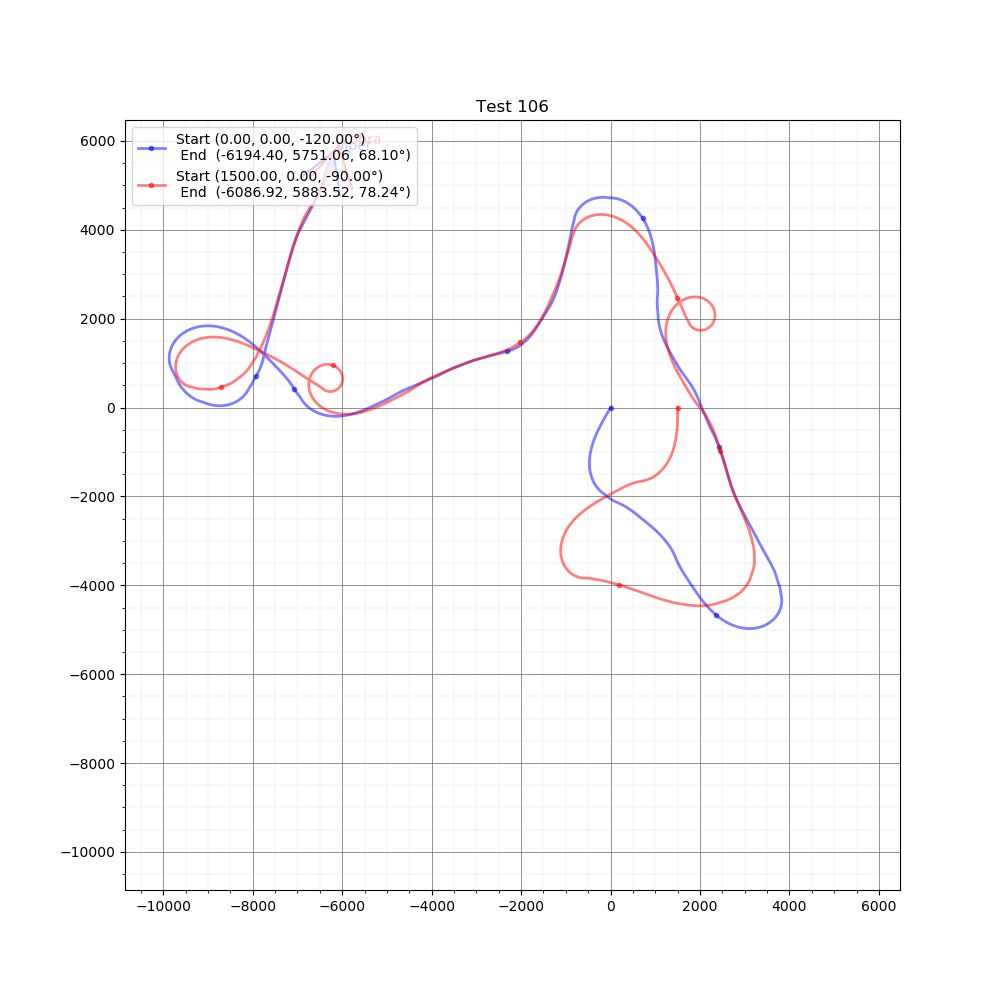 Test 106
Start (0.00, 0.00, -120.00°)
End (-6194.40, 5751.06, 68.10°)
Start (1500.00, 0.00, -90.00°)
End (-6086.92, 5883.52, 78.24°)
6000
4000
2000
0
−2000
−4000
−6000
−8000
−10000
−10000 −8000 −6000 −4000 −2000 0 2000 4000 6000